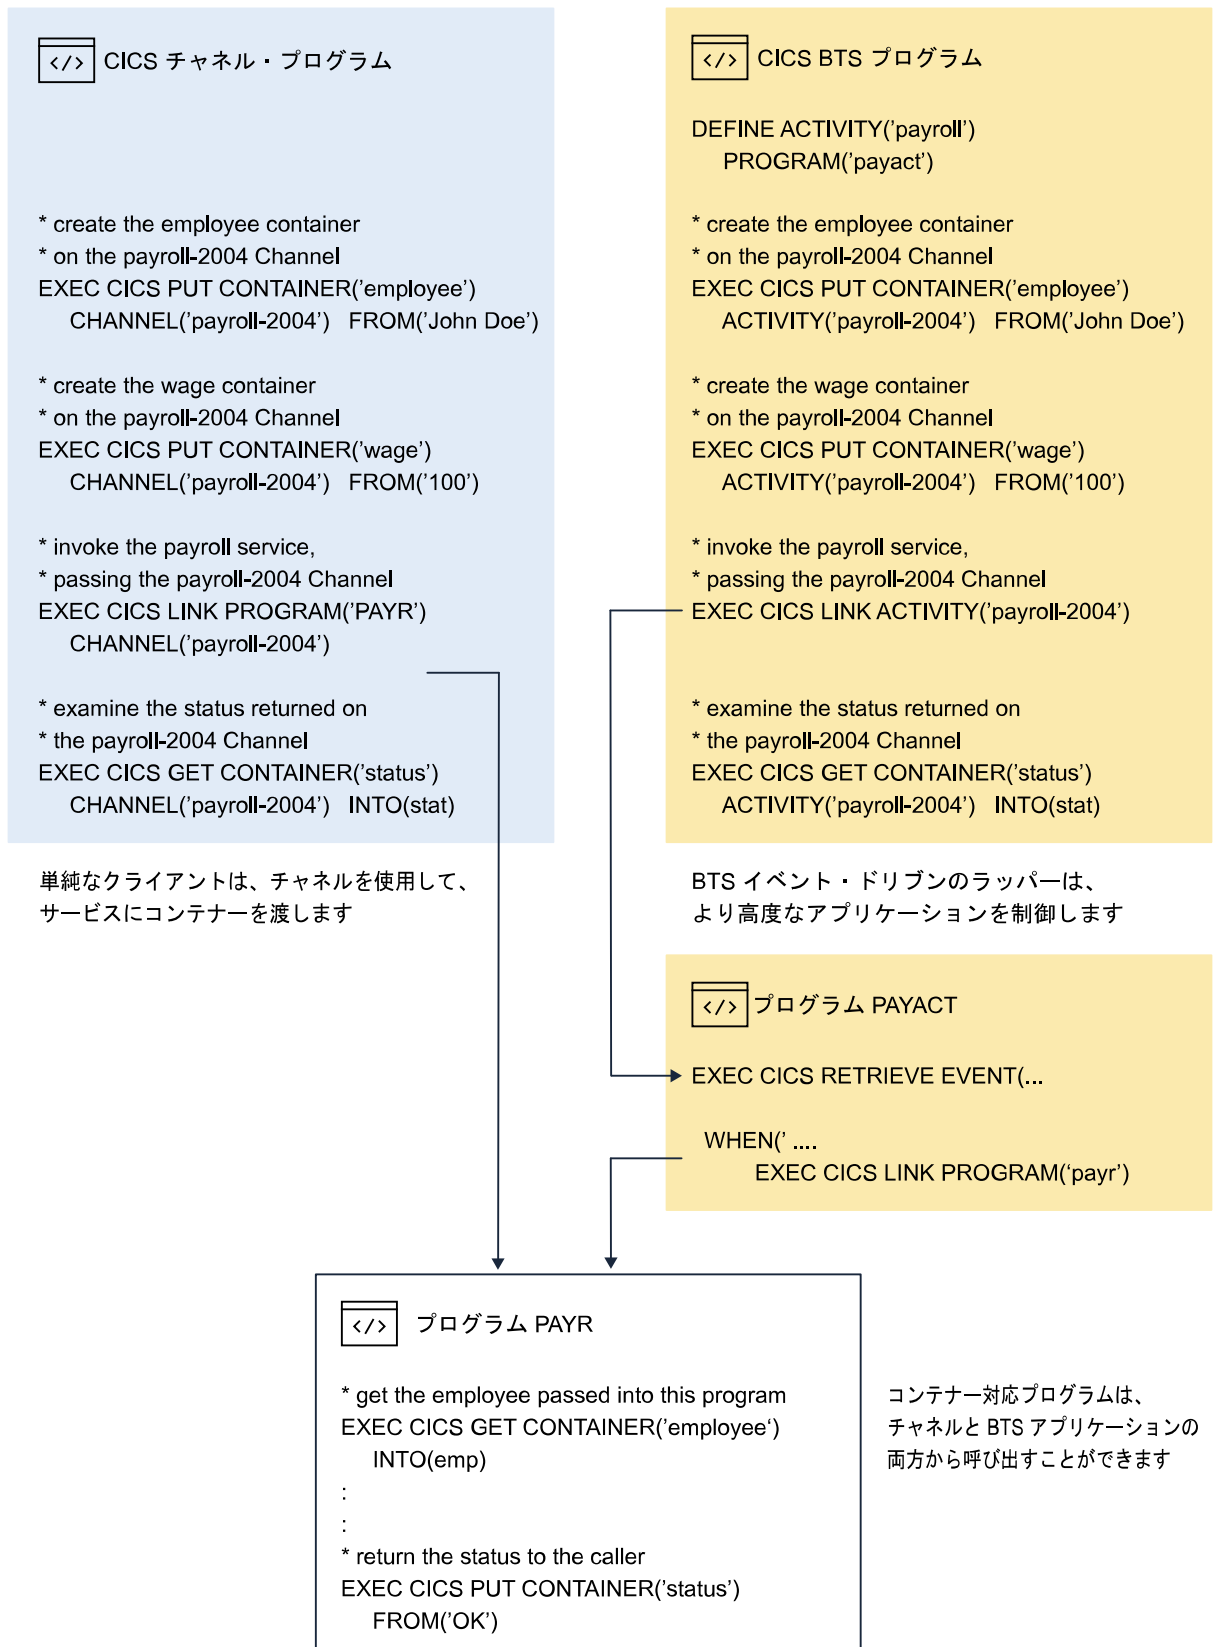 </> CICS チャネル・プログラム
* create the employee container
* on the payroll-2004 Channel
EXEC CICS PUT CONTAINER('employee')
CHANNEL('payroll-2004') FROM('John Doe')
* create the wage container
* on the payroll-2004 Channel
EXEC CICS PUT CONTAINER('wage')
CHANNEL('payroll-2004') FROM('100')
* invoke the payroll service,
* passing the payroll-2004 Channel
EXEC CICS LINK PROGRAM('PAYR')
CHANNEL('payroll-2004')
* examine the status returned on
* the payroll-2004 Channel
EXEC CICS GET CONTAINER('status')
CHANNEL('payroll-2004') INTO(stat)
単純なクライアントは、チャネルを使用して、
サービスにコンテナーを渡します
</> CICS BTS プログラム
DEFINE ACTIVITY('payroll')
PROGRAM('payact')
* create the employee container
* on the payroll-2004 Channel
EXEC CICS PUT CONTAINER('employee')
ACTIVITY('payroll-2004') FROM('John Doe')
* create the wage container
* on the payroll-2004 Channel
EXEC CICS PUT CONTAINER('wage')
ACTIVITY('payroll-2004') FROM('100')
* invoke the payroll service,
* passing the payroll-2004 Channel
EXEC CICS LINK ACTIVITY('payroll-2004')
* examine the status returned on
* the payroll-2004 Channel
EXEC CICS GET CONTAINER('status')
ACTIVITY('payroll-2004') INTO(stat)
BTS イベント・ドリブンのラッパーは、
より高度なアプリケーションを制御します
</> プログラム PAYACT
EXEC CICS RETRIEVE EVENT(...
WHEN(' ....
EXEC CICS LINK PROGRAM('payr')
</> プログラム PAYR
* get the employee passed into this program
EXEC CICS GET CONTAINER('employee‘)
INTO(emp)
:
:
* return the status to the caller
EXEC CICS PUT CONTAINER('status')
FROM('OK')
コンテナー対応プログラムは、
チャネルと BTS アプリケーションの
両方から呼び出すことができます